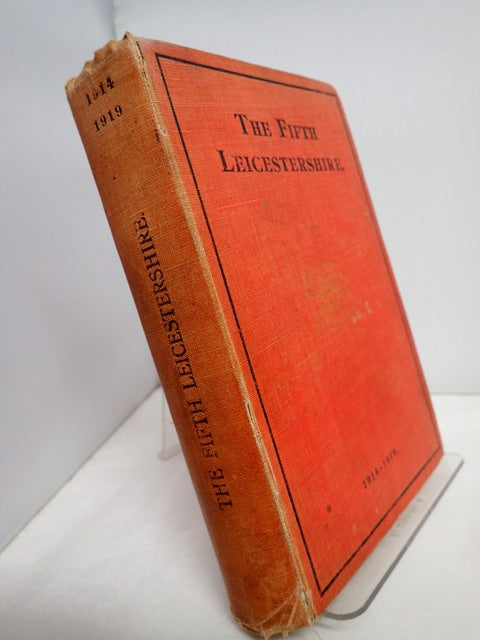 1914
1919
THE FIFTH LEICESTERSHIRE.
THE FIFTH
LEICESTERSHIRE.
1914-1919.